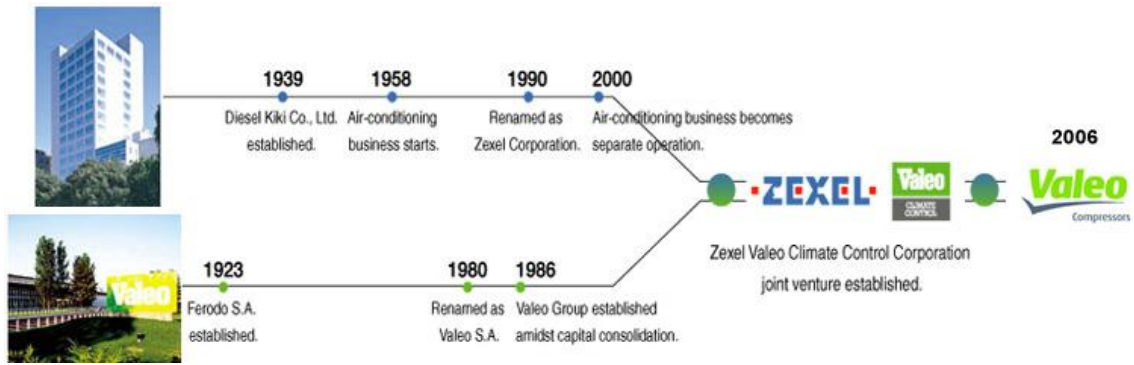 1939
Diesel Kiki Co., Ltd.
established.
1958
Air-conditioning
business starts.
1990
Renamed as
Zexel Corporation.
2000
Air-conditioning business becomes
separate operation.
Valeo
1923
Ferodo S.A.
established.
1980
Renamed as
Valeo S.A.
1986
Valeo Group established
amidst capital consolidation.
ZEXEL
Valeo
CLIMATE
CONTROL
Zexel Valeo Climate Control Corporation
joint venture established.
2006
Valeo
Compressors